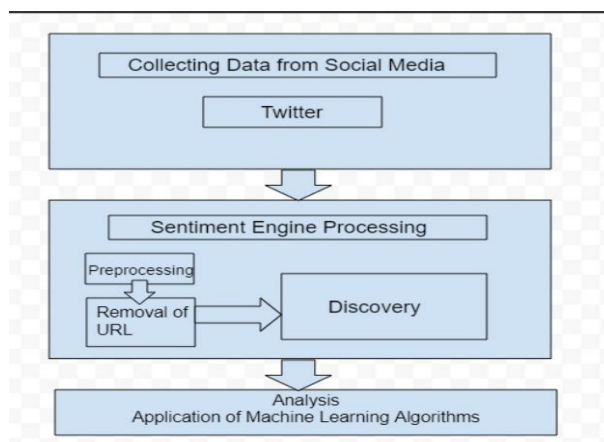 Collecting Data from Social Media
Twitter
Sentiment Engine Processing
Preprocessing
Removal of
URL
Discovery
Analysis
Application of Machine Learning Algorithms